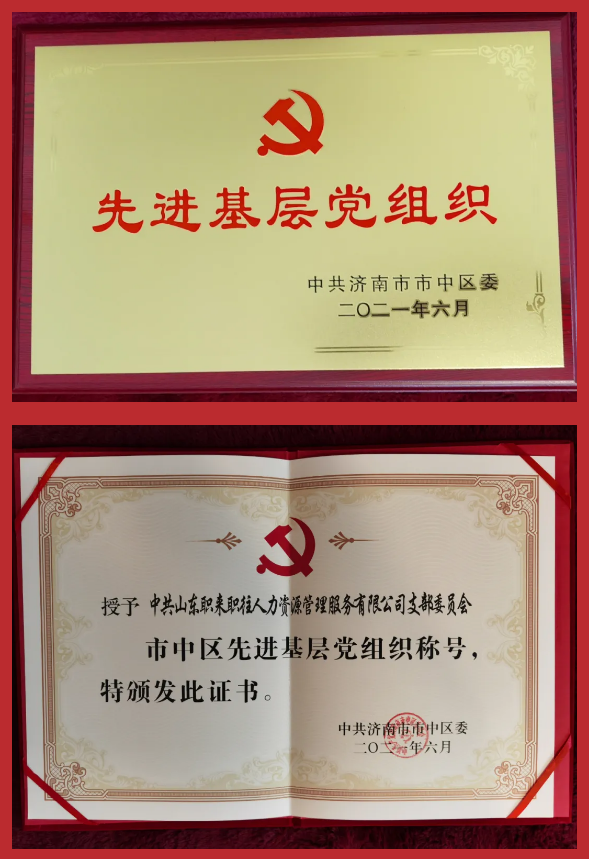 先进基层党组织
中共济南市市中区委
二〇二一年六月
授予 中共山东职来职往人力资源管理服务有限公司支部委员会
市中区先进基层党组织称号，
特颁发此证书。
中共济南市市中区委
二〇二一年六月